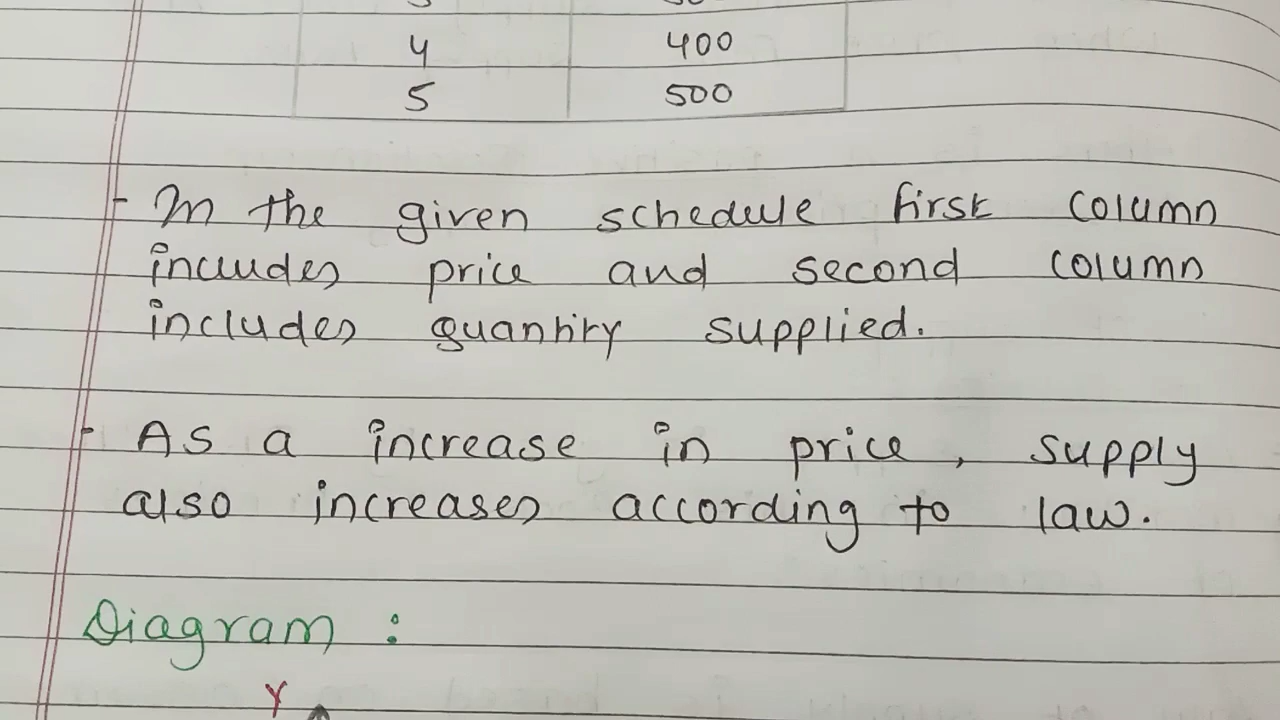 4 400
5 500
- In the given schedule first column
includes price and second column
includes quantity supplied.
- As a increase in price, supply
also increases according to law.
Diagram :
Y